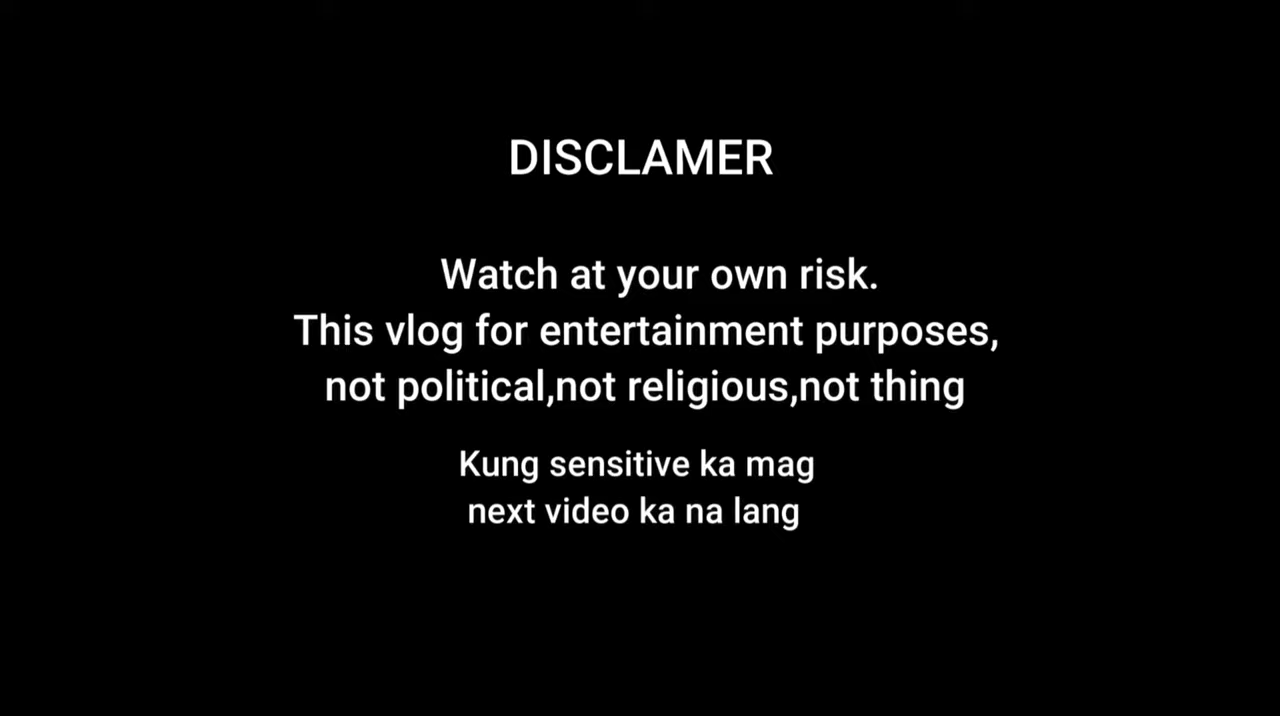 DISCLAMER
Watch at your own risk.
This vlog for entertainment purposes,
not political,not religious,not thing
Kung sensitive ka mag
next video ka na lang